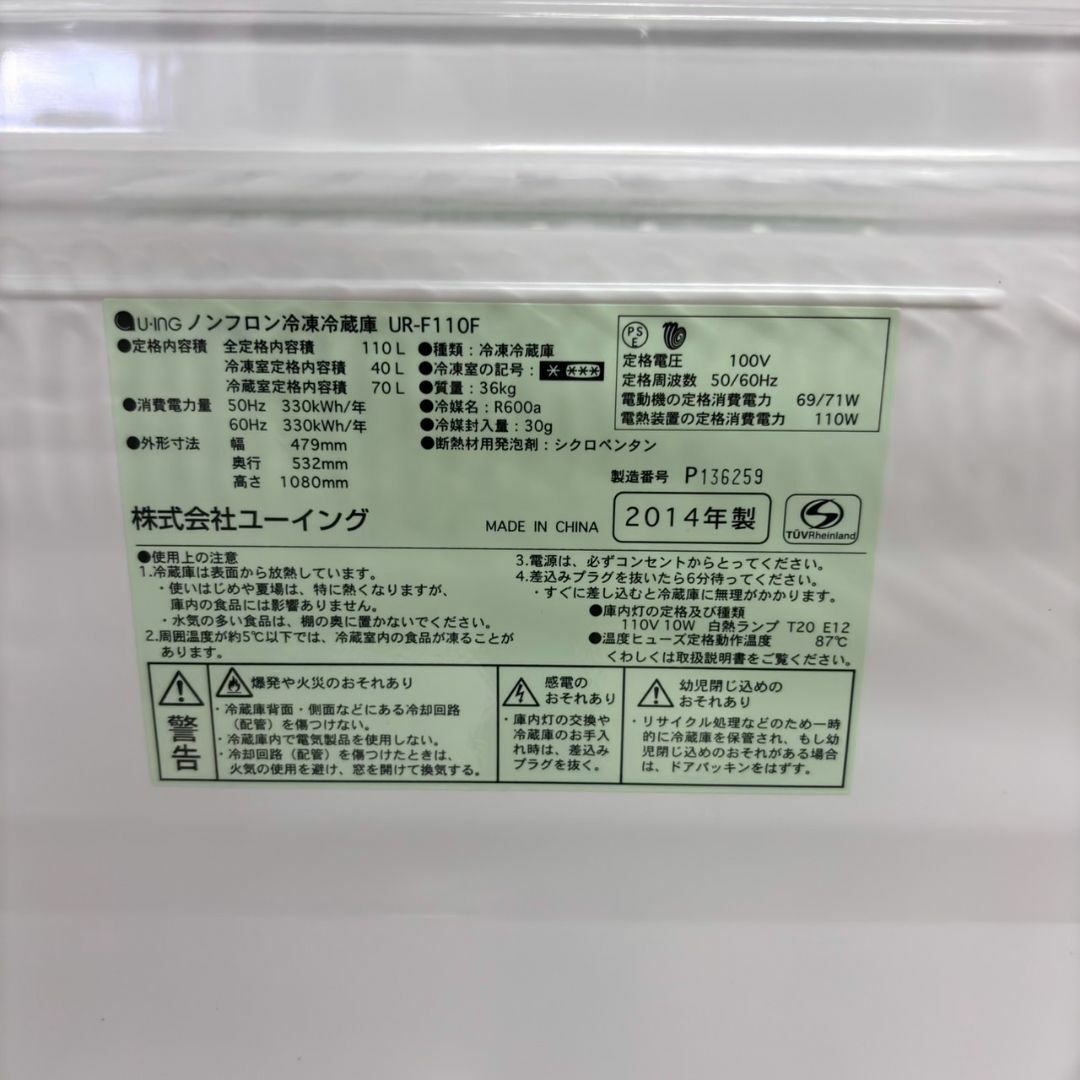 U-ING ノンフロン冷凍冷蔵庫 UR-F110F
●定格内容積 全定格内容積 110L
冷凍室定格内容積 40L
冷蔵室定格内容積 70L
●消費電力量 50Hz 330kWh/年
60Hz 330kWh/年
●外形寸法 幅 479mm
奥行 532mm
高さ 1080mm
●種類：冷凍冷蔵庫
●冷凍室の記号：* ***
●質量：36kg
●冷媒名：R600a
●冷媒封入量：30g
●断熱材用発泡剤：シクロペンタン
PSE
定格電圧 100V
定格周波数 50/60Hz
電動機の定格消費電力 69/71W
電熱装置の定格消費電力 110W
製造番号 P136259
株式会社ユーイング
MADE IN CHINA
2014年製
TÜVRheinland
●使用上の注意
1.冷蔵庫は表面から放熱しています。
・使いはじめや夏場は、特に熱くなりますが、
庫内の食品には影響ありません。
・水気の多い食品は、棚の奥に置かないでください。
2.周囲温度が約5℃以下では、冷蔵室内の食品が凍ることが
あります。
3.電源は、必ずコンセントからとってください。
4.差込みプラグを抜いたら6分待ってください。
・すぐに差し込むと冷蔵庫に無理がかかります。
●庫内灯の定格及び種類
110V 10W 白熱ランプ T20 E12
●温度ヒューズ定格動作温度 87℃
くわしくは取扱説明書をご覧ください。
警告
爆発や火災のおそれあり
・冷蔵庫背面・側面などにある冷却回路
（配管）を傷つけない。
・冷蔵庫内で電気製品を使用しない。
・冷却回路（配管）を傷つけたときは、
火気の使用を避け、窓を開けて換気する。
感電の
おそれあり
・庫内灯の交換や
冷蔵庫のお手入
れ時は、差込み
プラグを抜く。
幼児閉じ込めの
おそれあり
・リサイクル処理などのため一時
的に冷蔵庫を保管され、もし幼
児閉じ込めのおそれがある場合
は、ドアパッキンをはずす。